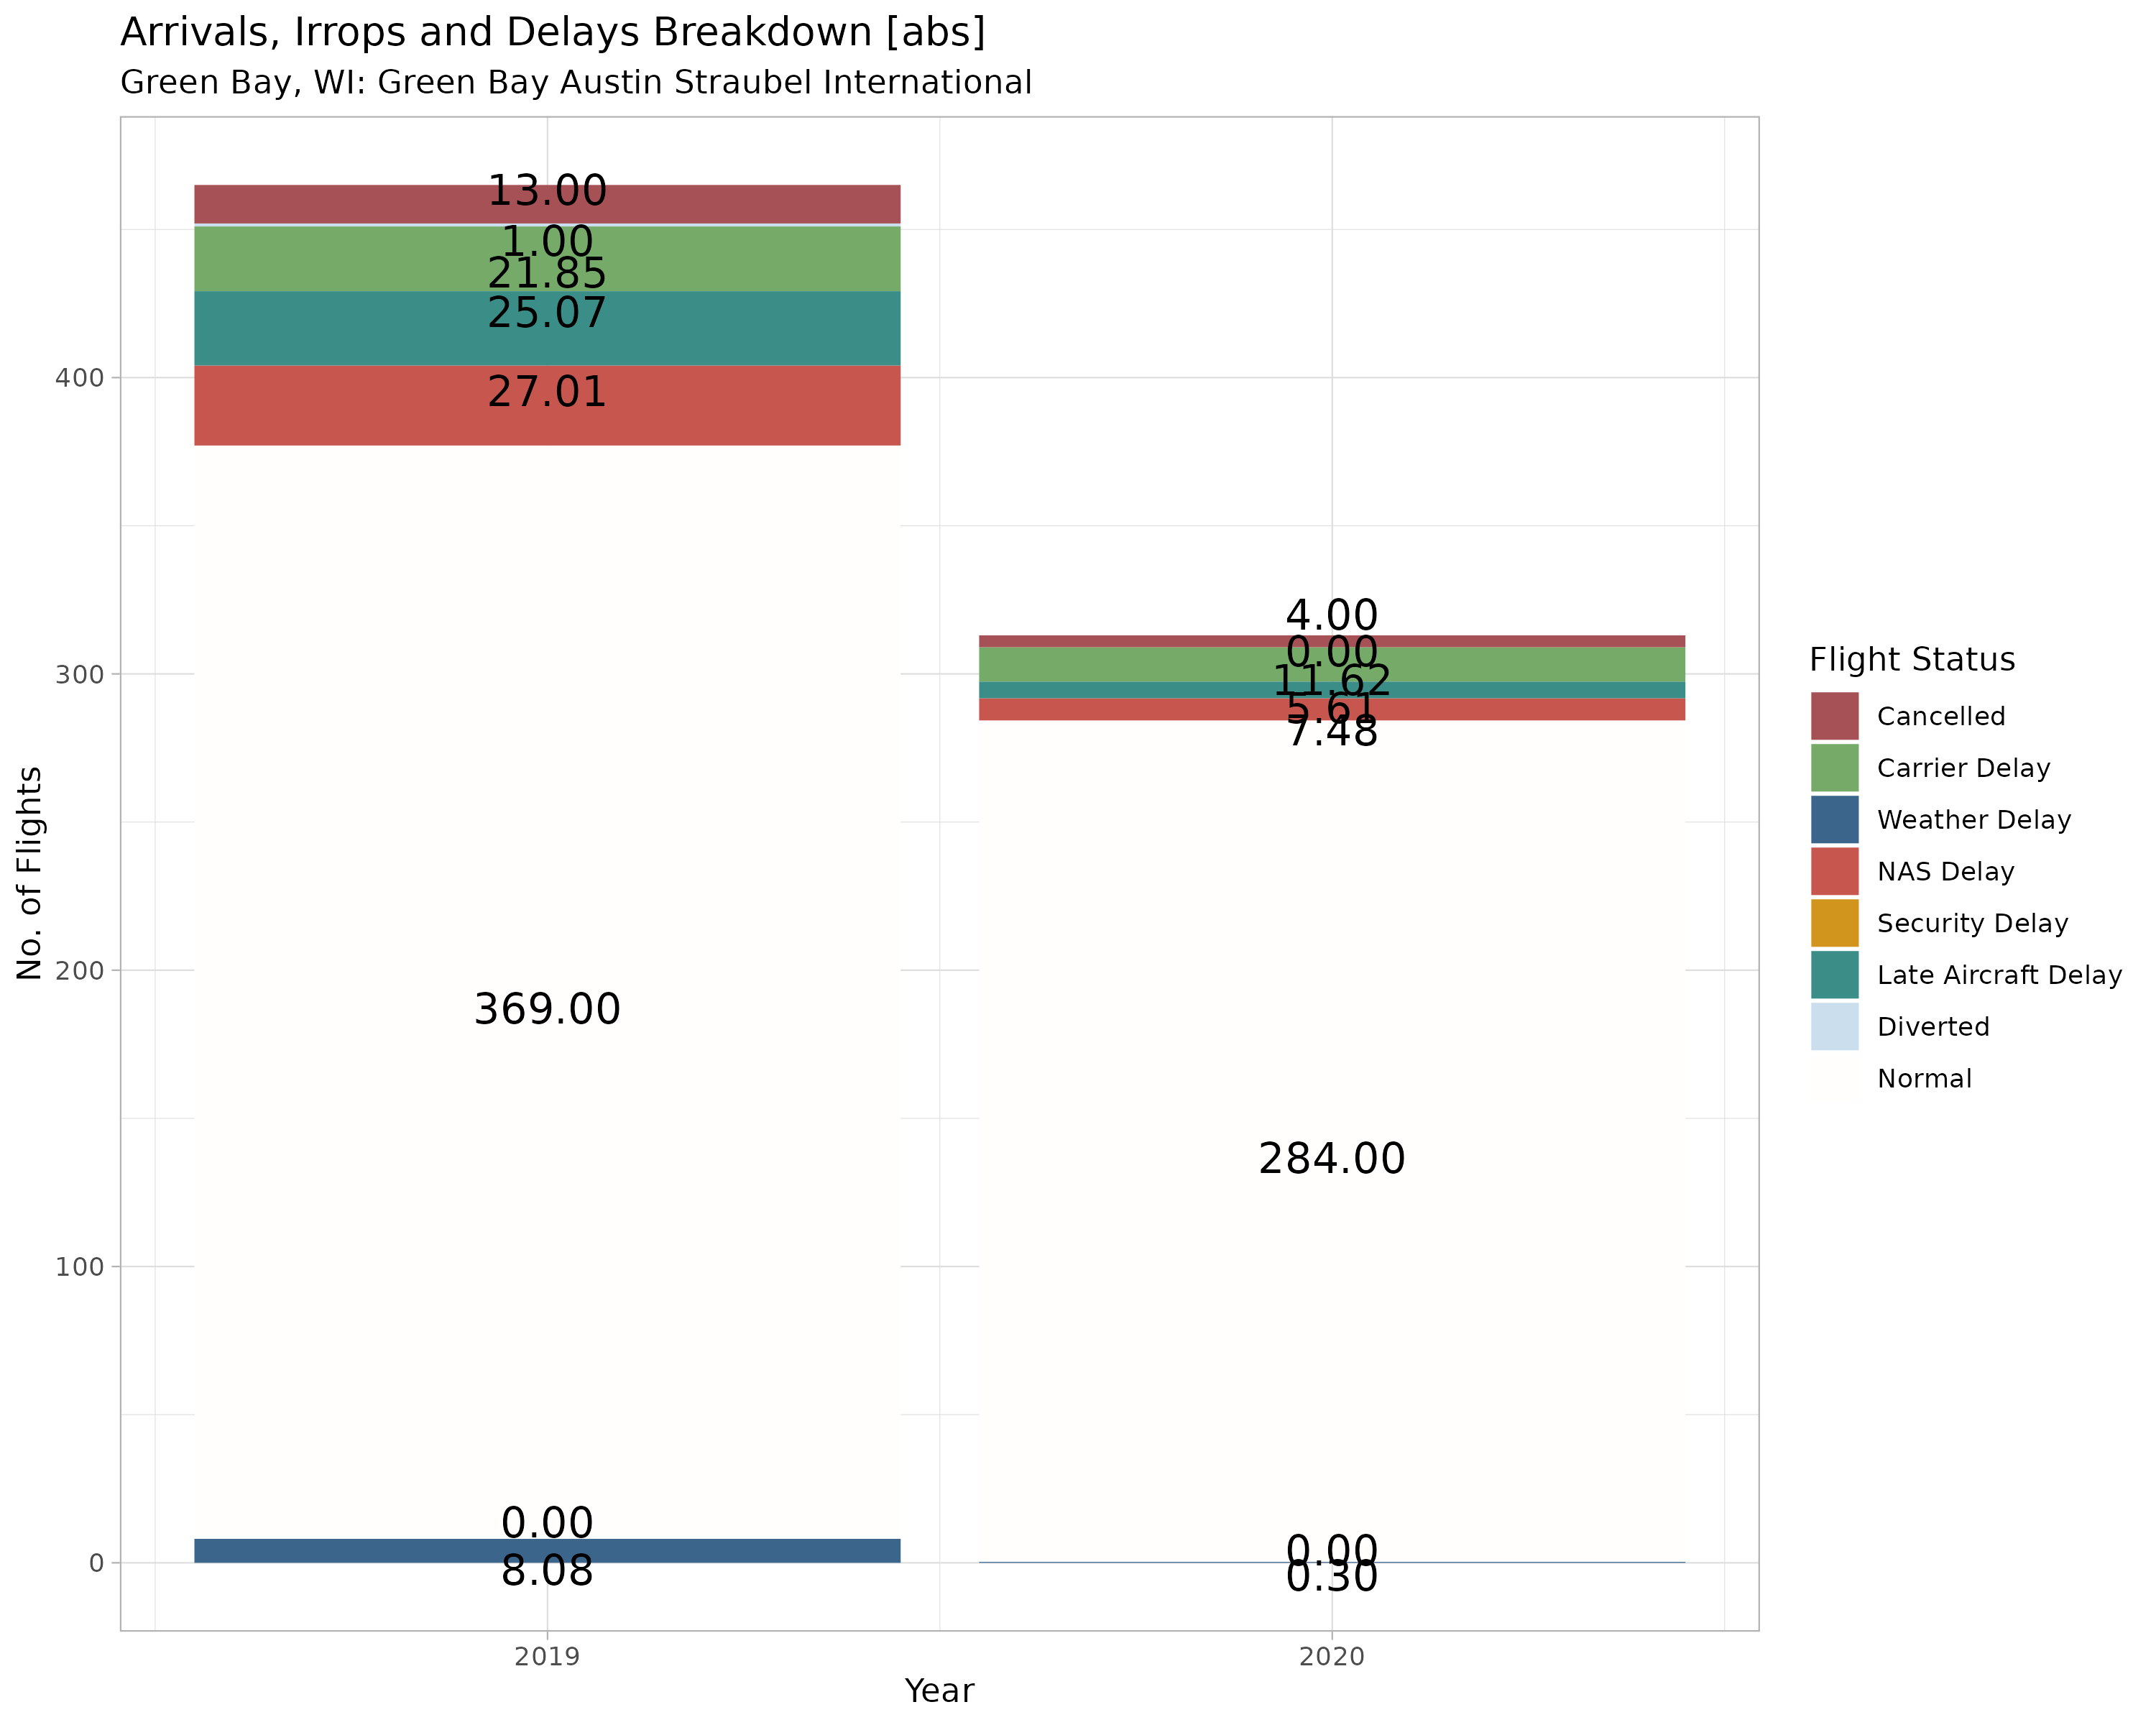 Arrivals, Irrops and Delays Breakdown [abs]
Green Bay, WI: Green Bay Austin Straubel International
No. of Flights
400
300
200
100
0
13.00
1.00
21.85
25.07
27.01
369.00
0.00
8.08
4.00
0.00
11.62
5.61
7.48
284.00
0.00
0.30
2019
2020
Year
Flight Status
Cancelled
Carrier Delay
Weather Delay
NAS Delay
Security Delay
Late Aircraft Delay
Diverted
Normal